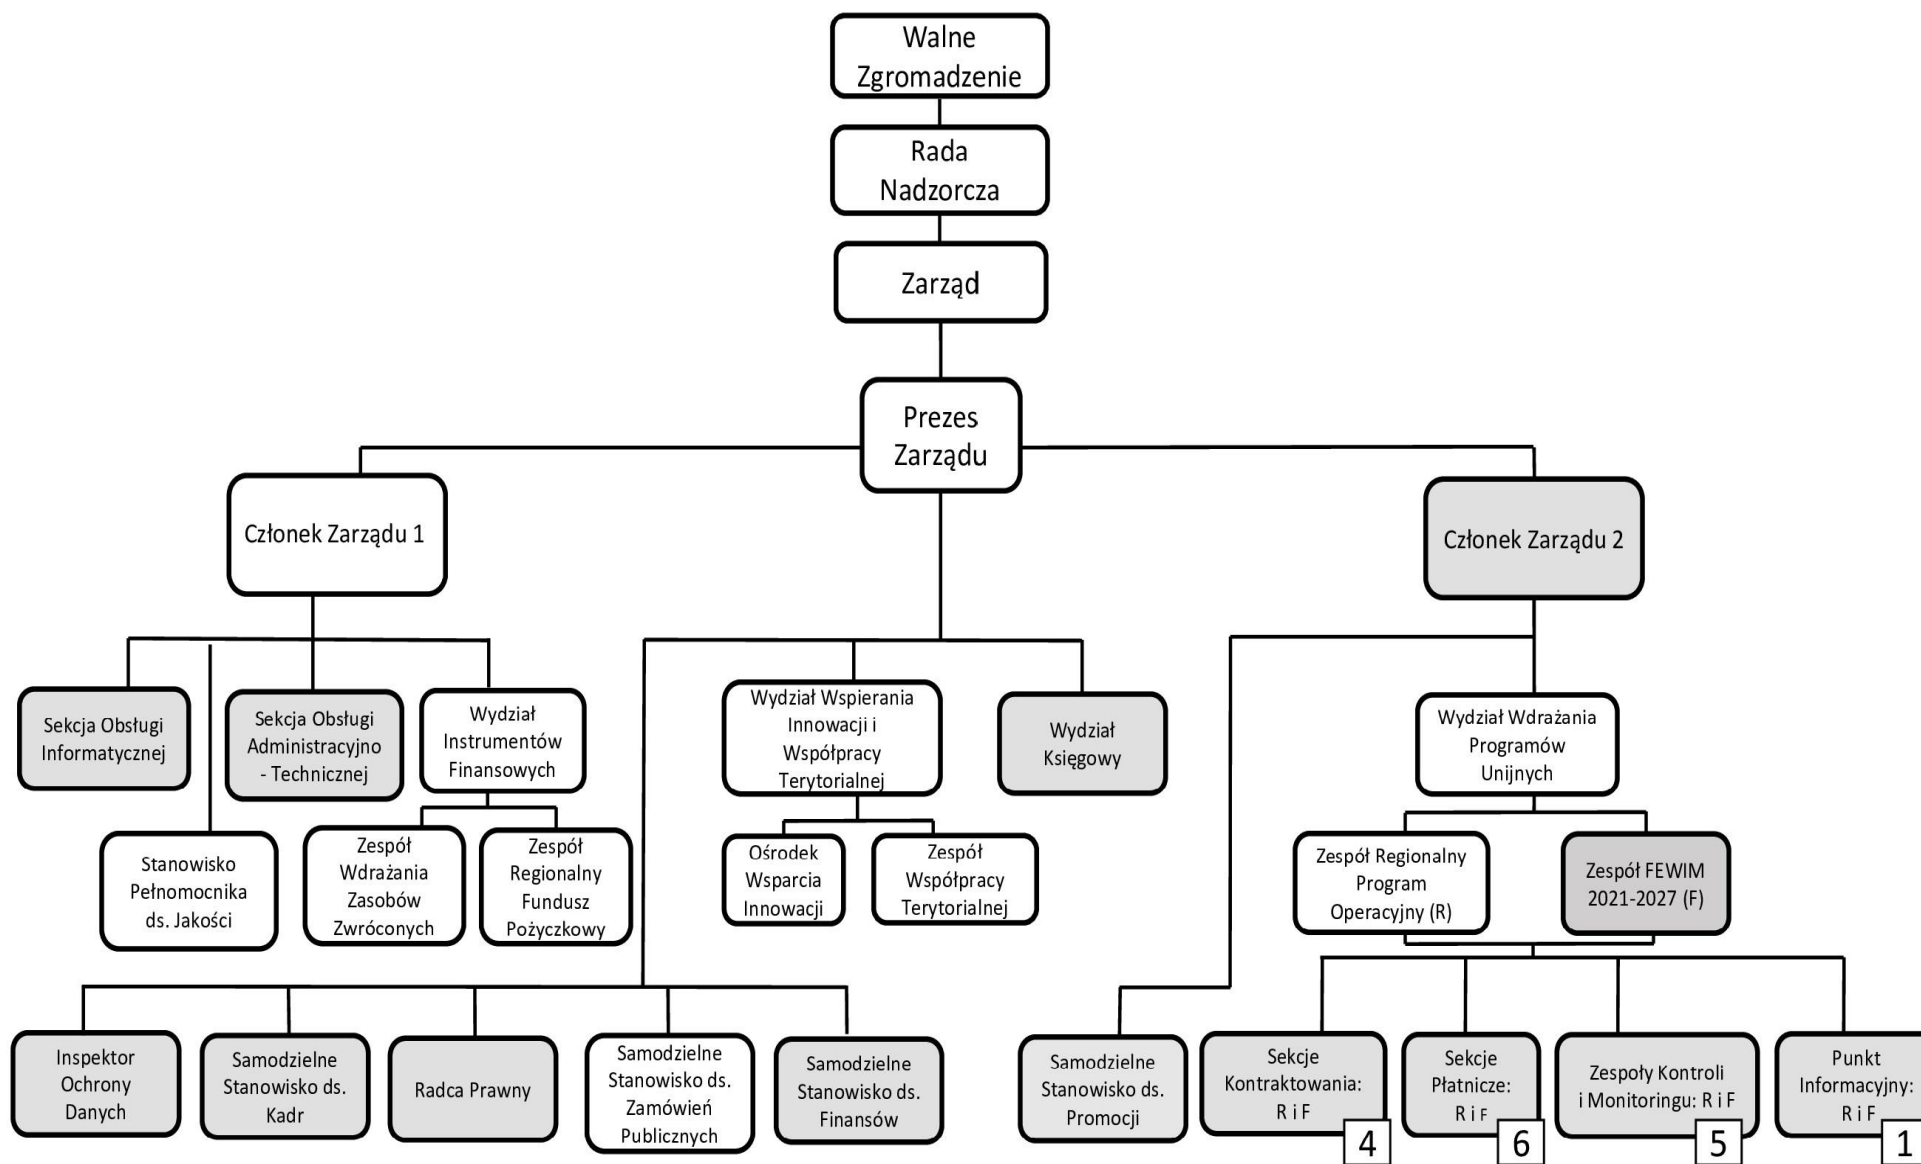 Walne
Zgromadzenie
Rada
Nadzorcza
Zarząd
Prezes
Zarządu
Członek Zarządu 1
Członek Zarządu 2
Sekcja Obsługi
Informatycznej
Sekcja Obsługi
Administracyjno
- Technicznej
Wydział
Instrumentów
Finansowych
Wydział Wspierania
Innowacji i
Współpracy
Terytorialnej
Wydział
Księgowy
Wydział Wdrażania
Programów
Unijnych
Stanowisko
Pełnomocnika
ds. Jakości
Zespół
Wdrażania
Zasobów
Zwróconych
Zespół
Regionalny
Fundusz
Pożyczkowy
Ośrodek
Wsparcia
Innowacji
Zespół
Współpracy
Terytorialnej
Zespół Regionalny
Program
Operacyjny (R)
Zespół FEWIM
2021-2027 (F)
Inspektor
Ochrony
Danych
Samodzielne
Stanowisko ds.
Kadr
Radca Prawny
Samodzielne
Stanowisko ds.
Zamówień
Publicznych
Samodzielne
Stanowisko ds.
Finansów
Samodzielne
Stanowisko ds.
Promocji
Sekcje
Kontraktowania:
R i F
4
Sekcje
Płatnicze:
R i F
6
Zespoły Kontroli
i Monitoringu: R i F
5
Punkt
Informacyjny:
R i F
1